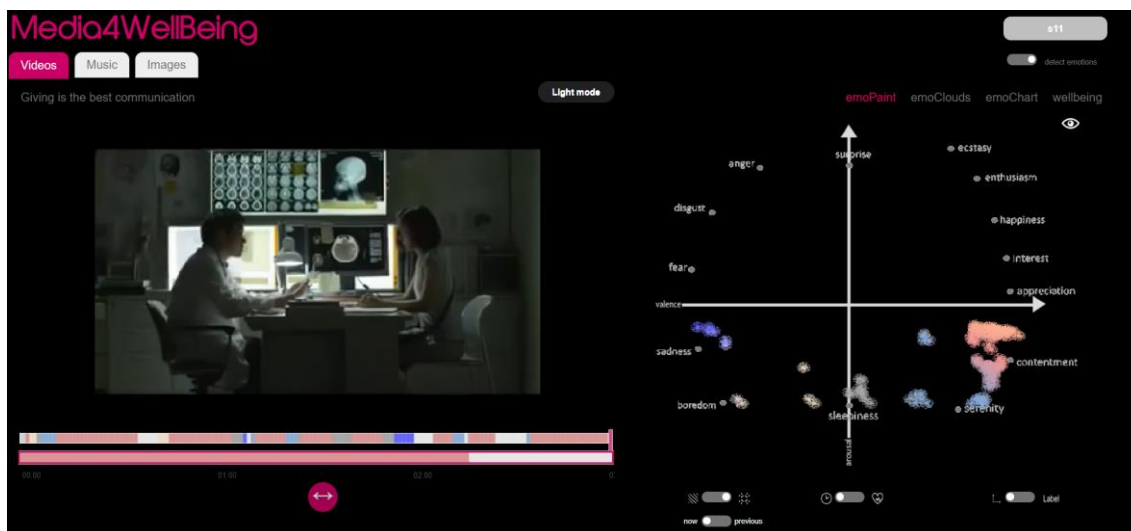 Media4WellBeing
s11
Videos Music Images
detect emotions
Giving is the best communication
Light mode
emoPaint emoClouds emoChart wellbeing
surprise
ecstasy
anger
enthusiasm
disgust
happiness
fear
interest
appreciation
valence
sadness
contentment
boredom
serenity
sleepiness
arousal
00:00 01:00 02:00
Label
now previous